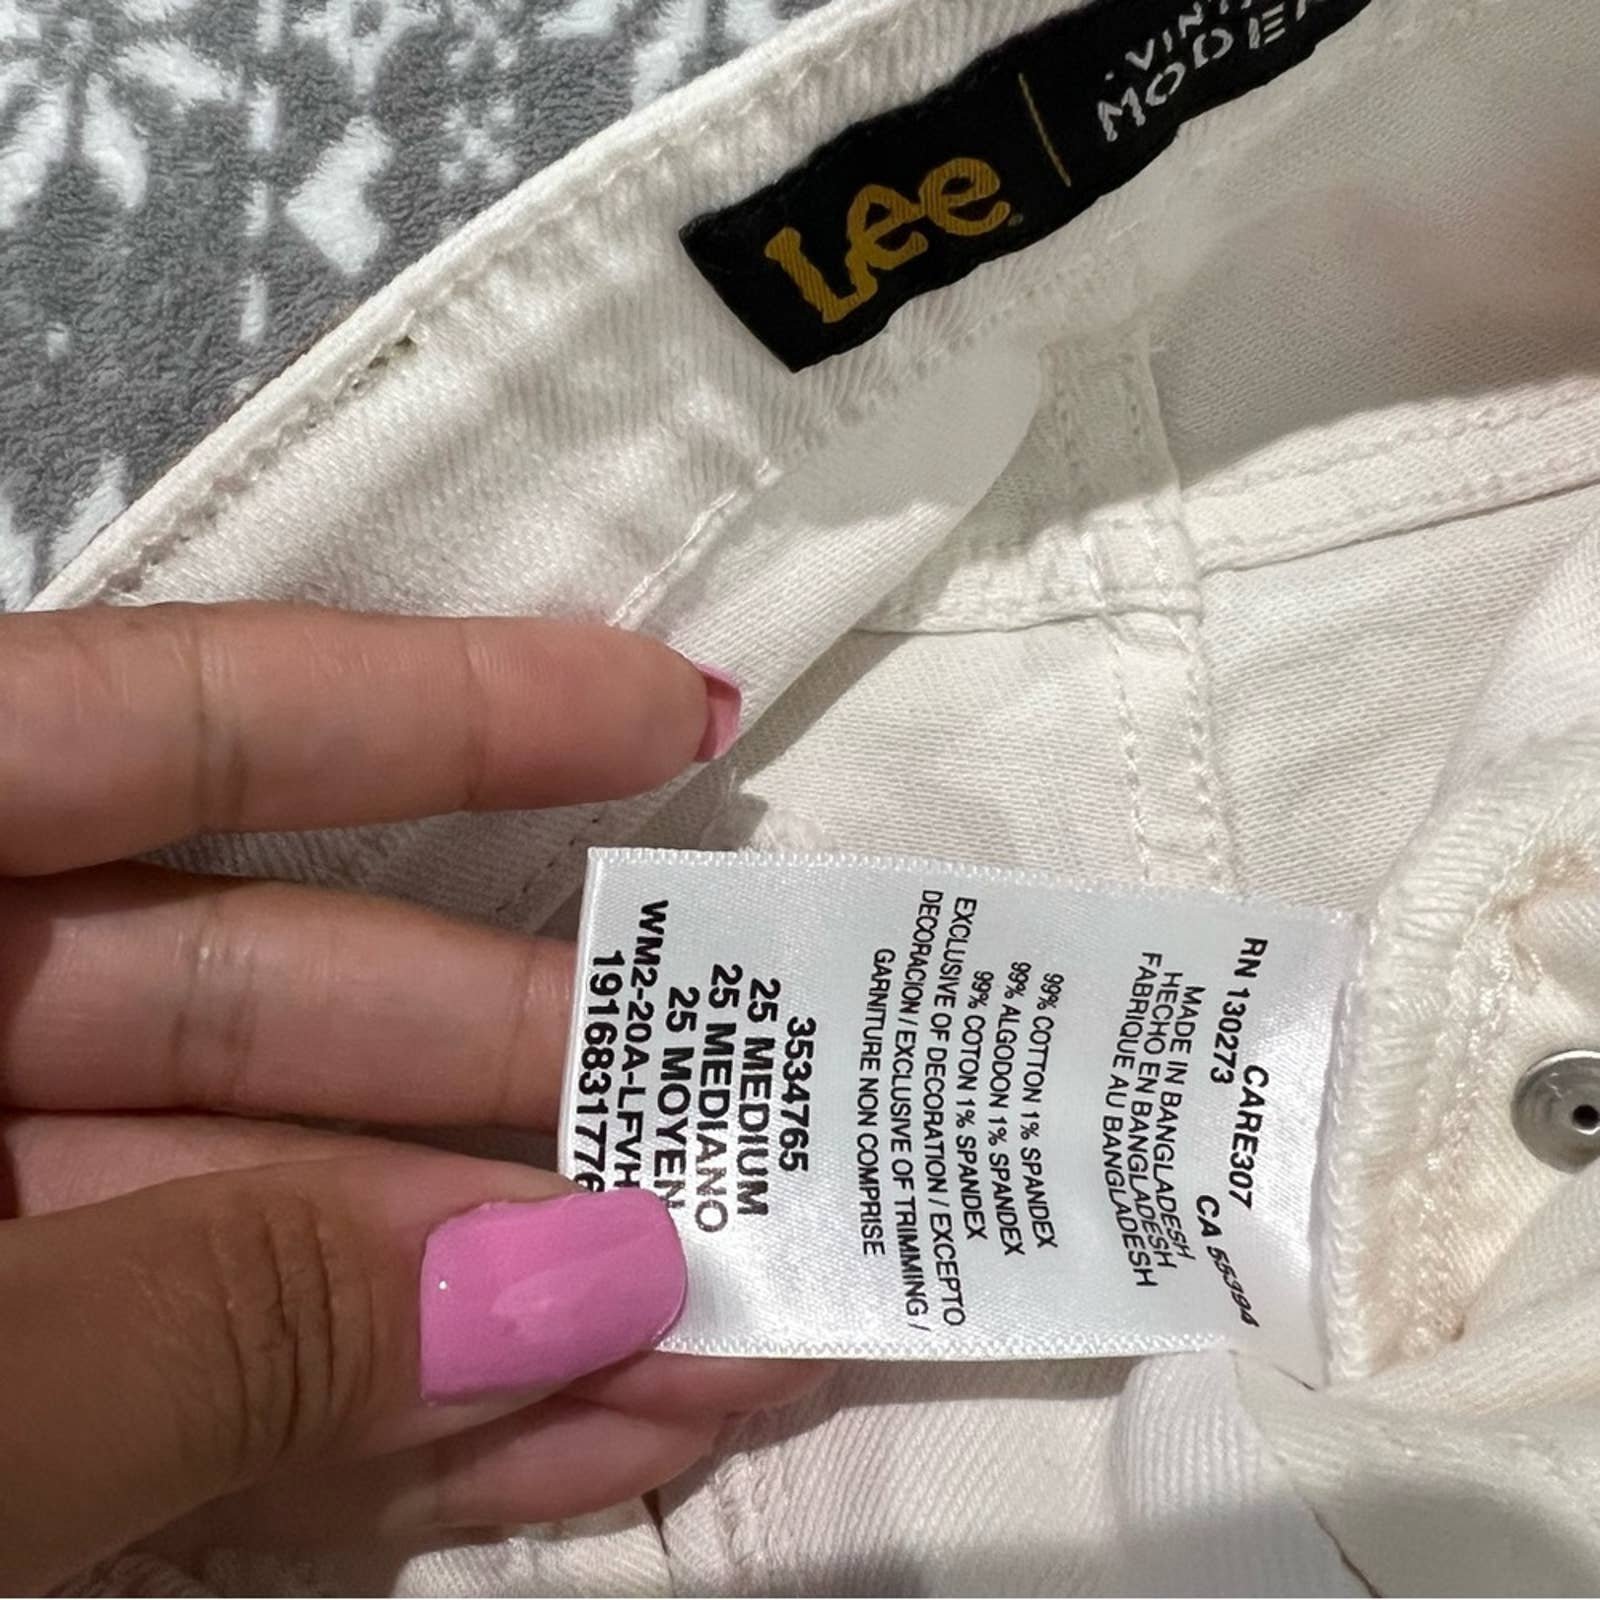 Lee
RN 130273
CARE307
CA 55394
MADE IN BANGLADESH
HECHO EN BANGLADESH
FABRIQUE AU BANGLADESH
99% COTTON 1% SPANDEX
99% ALGODON 1% SPANDEX
99% COTON 1% SPANDEX
EXCLUSIVE OF DECORATION / EXCEPTO
DECORACION / EXCLUSIVE OF TRIMMING /
GARNITURE NON COMPRISE
3534765
25 MEDIUM
25 MEDIANO
25 MOYEN
WM2-20A-LFVH
1916831776